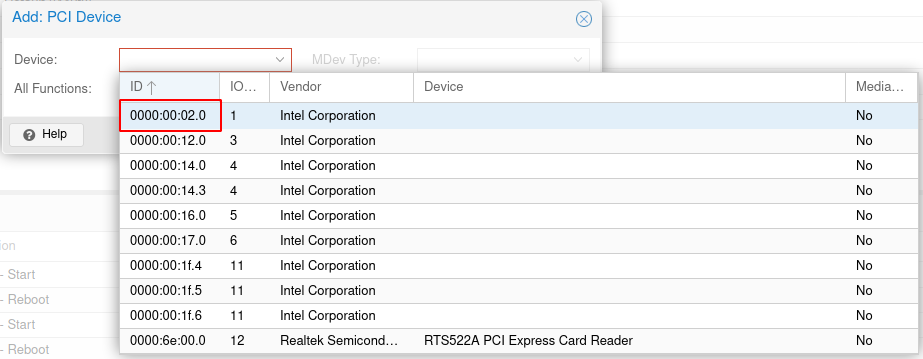 Add: PCI Device
Device: MDev Type:
All Functions:
Help
ID IO... Vendor Device Media...
0000:00:02.0 1 Intel Corporation No
0000:00:12.0 3 Intel Corporation No
0000:00:14.0 4 Intel Corporation No
0000:00:14.3 4 Intel Corporation No
0000:00:16.0 5 Intel Corporation No
0000:00:17.0 6 Intel Corporation No
0000:00:1f.4 11 Intel Corporation No
0000:00:1f.5 11 Intel Corporation No
0000:00:1f.6 11 Intel Corporation No
0000:6e:00.0 12 Realtek Semicond... RTS522A PCI Express Card Reader No
ion
- Start
- Reboot
- Start
- Reboot